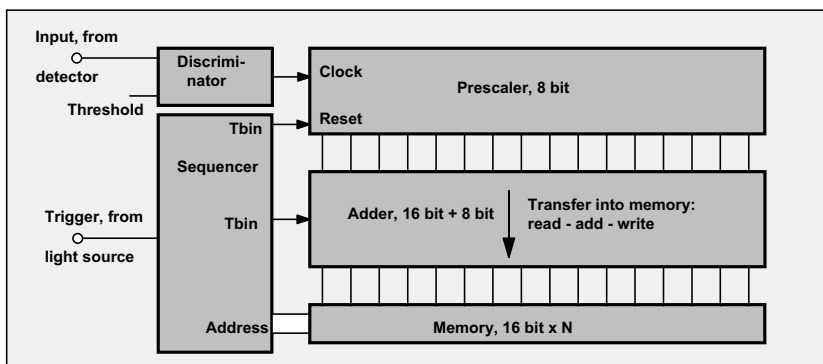 Input, from
detector
Threshold
Discrimi-
nator
Clock
Prescaler, 8 bit
Reset
Tbin
Sequencer
Trigger, from
light source
Tbin
Adder, 16 bit + 8 bit
Transfer into memory:
read - add - write
Address
Memory, 16 bit x N